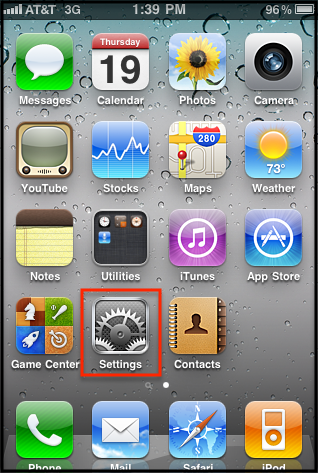 AT&T 3G 1:39 PM 96%
Thursday
19
280
73°
Messages Calendar Photos Camera
YouTube Stocks Maps Weather
Notes Utilities iTunes App Store
Game Center Settings Contacts
Phone Mail Safari iPod